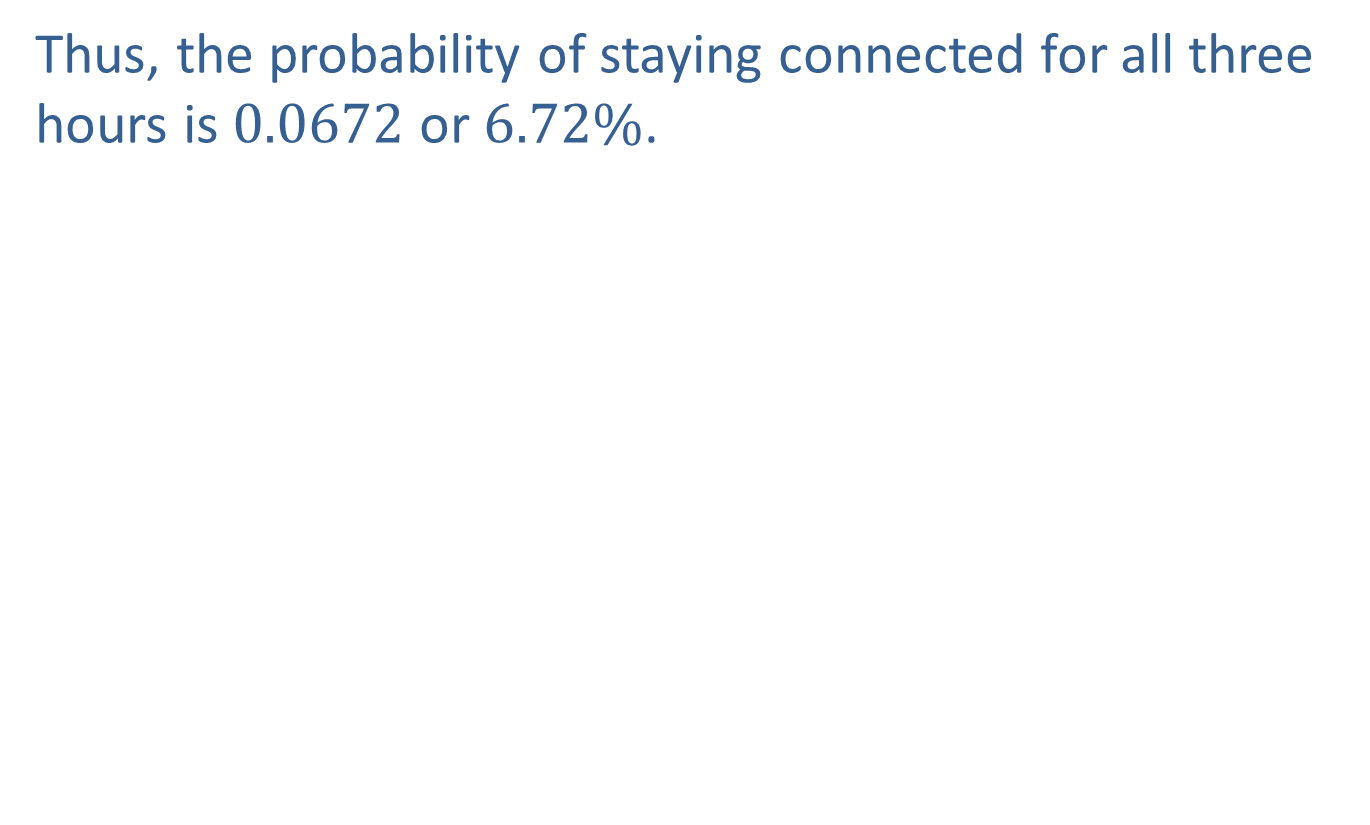 Thus, the probability of staying connected for all three
hours is 0.0672 or 6.72%.